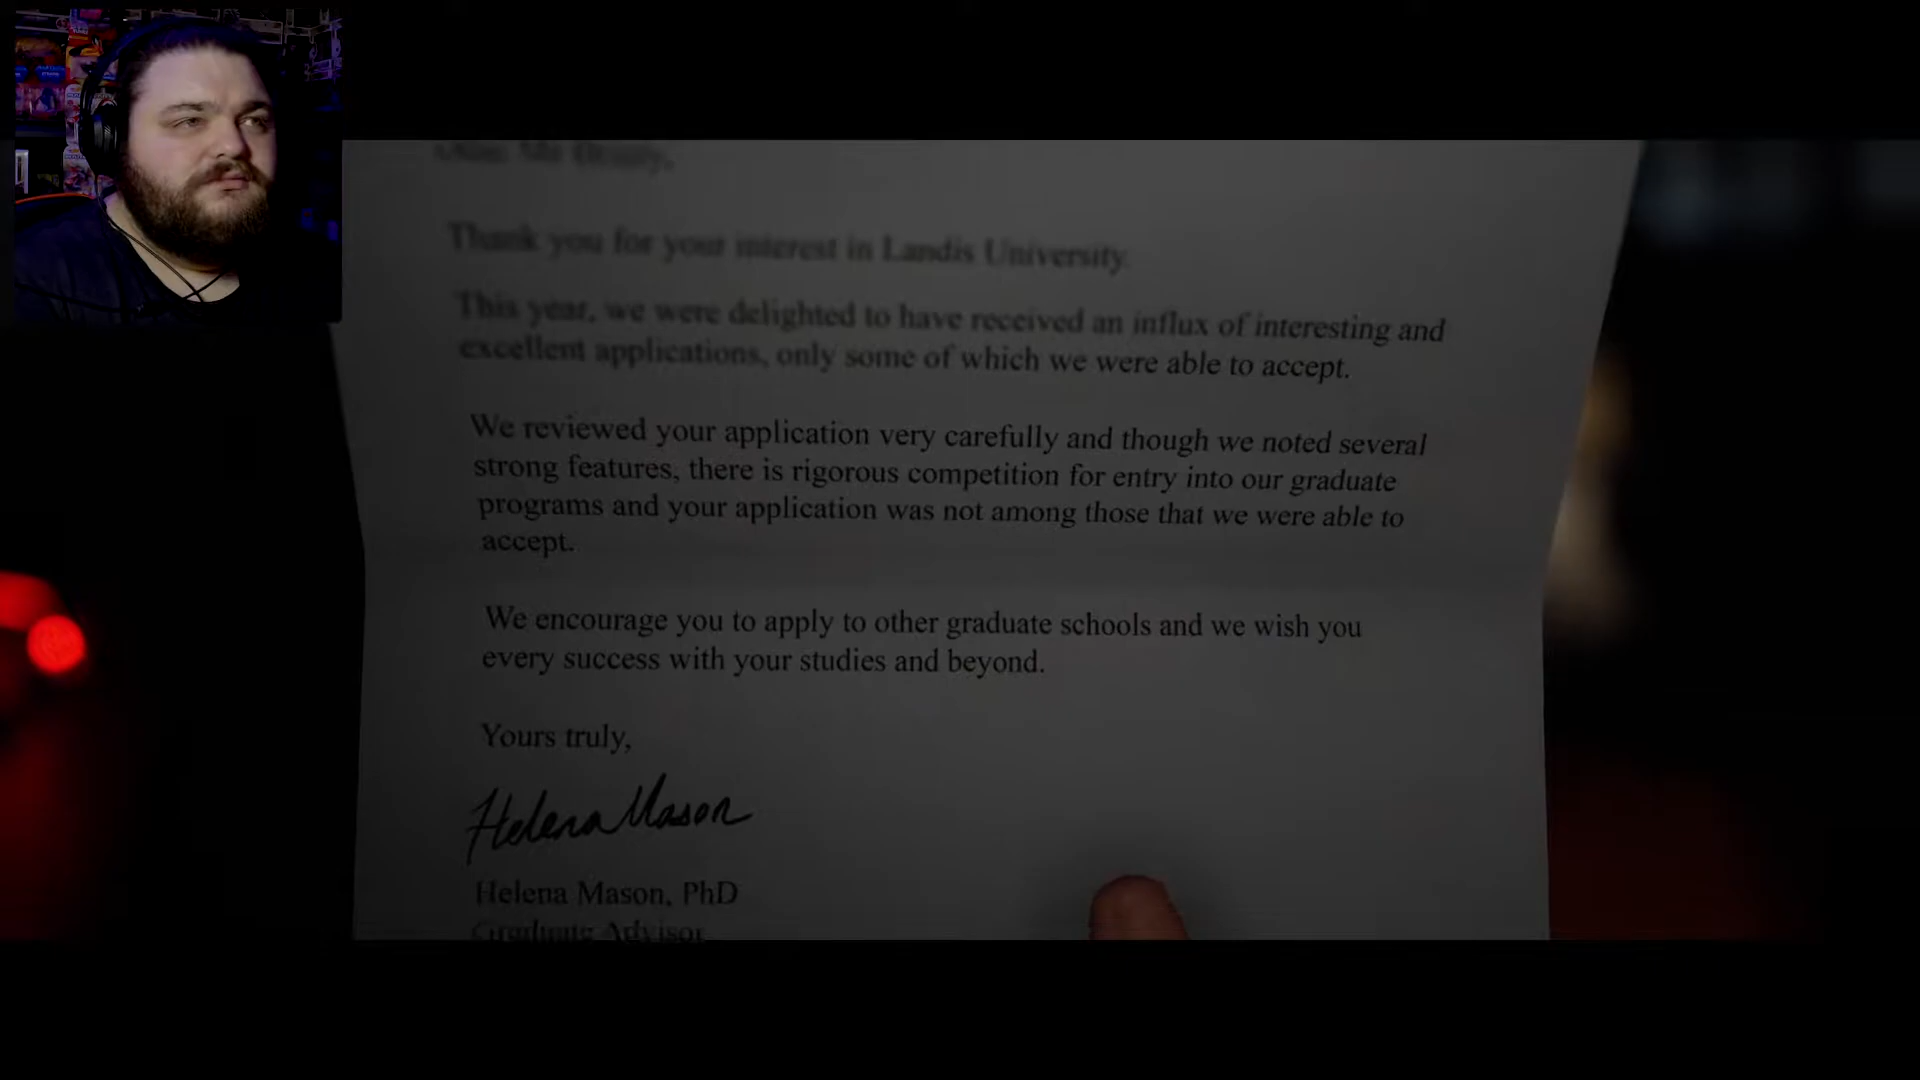 Thank you for your interest in Landis University.
This year, we were delighted to have received an influx of interesting and
excellent applications, only some of which we were able to accept.
We reviewed your application very carefully and though we noted several
strong features, there is rigorous competition for entry into our graduate
programs and your application was not among those that we were able to
accept.
We encourage you to apply to other graduate schools and we wish you
every success with your studies and beyond.
Yours truly,
Helena Mason
Helena Mason, PhD
Graduate Advisor